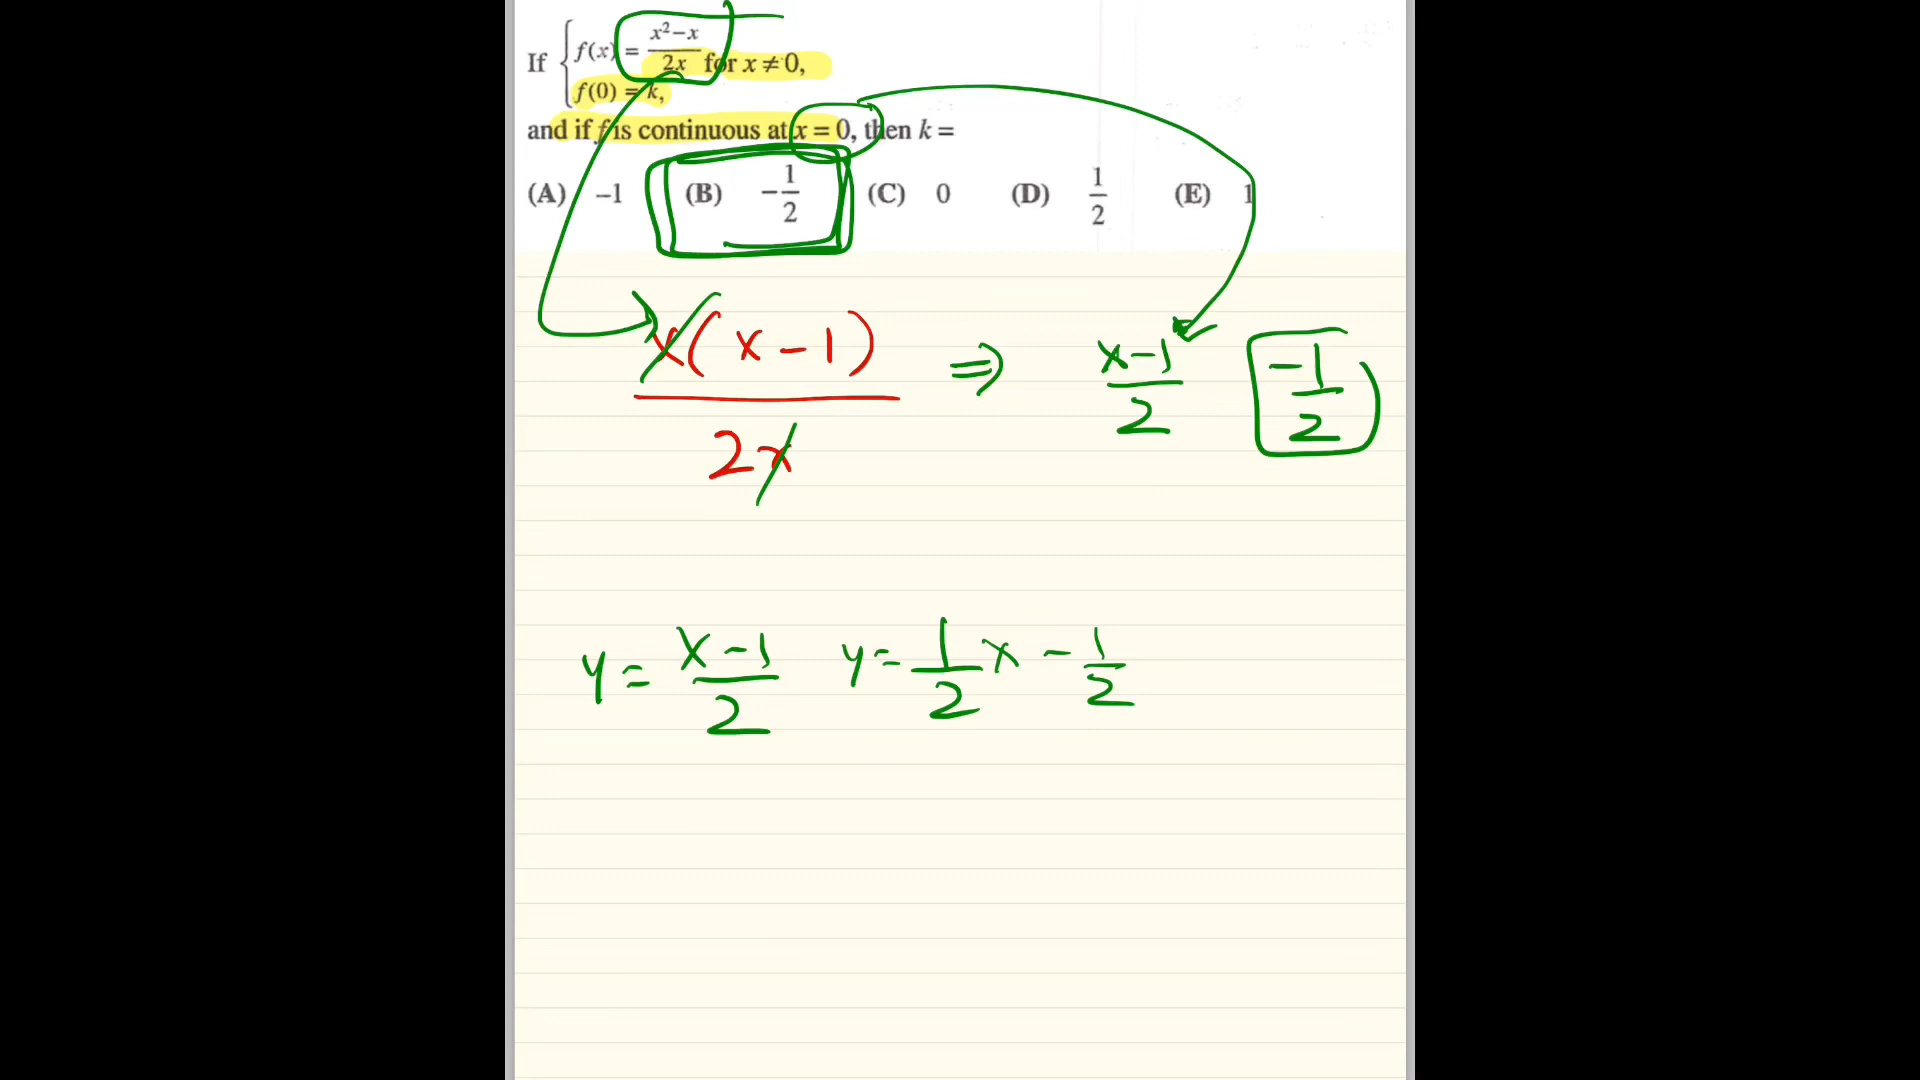 If { f(x) = x²−x / 2x for x ≠ 0,
f(0) = k,
and if f is continuous at x = 0, then k =
(A) −1 (B) −1/2 (C) 0 (D) 1/2 (E) 1
x(x − 1) / 2x ⇒ x−1 / 2 −1/2
y = x−1 / 2 y = 1/2 x − 1/2